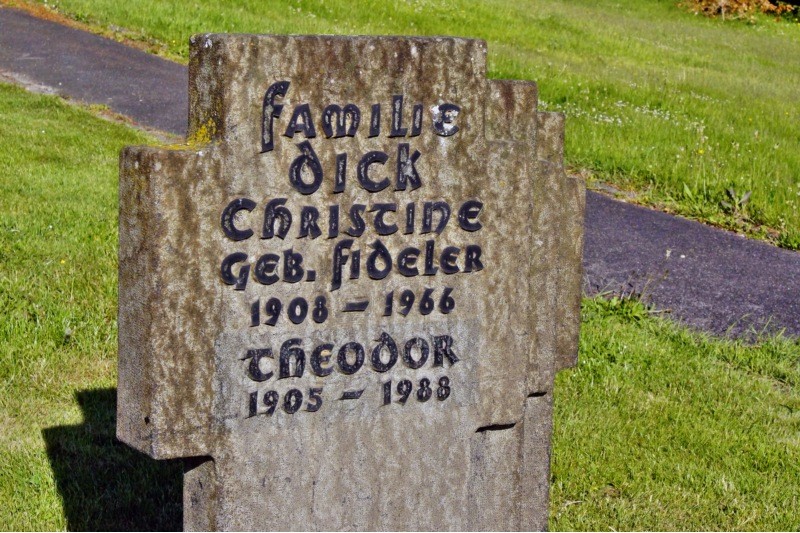 Familie
Dick
Christine
Geb. Fideler
1908 – 1966
Theodor
1905 – 1988